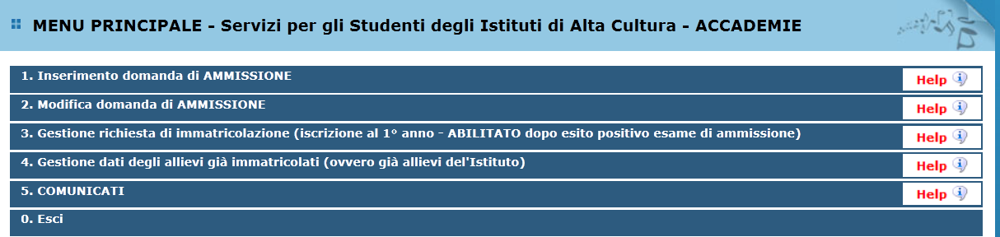 MENU PRINCIPALE - Servizi per gli Studenti degli Istituti di Alta Cultura - ACCADEMIE
1. Inserimento domanda di AMMISSIONE Help
2. Modifica domanda di AMMISSIONE Help
3. Gestione richiesta di immatricolazione (iscrizione al 1° anno - ABILITATO dopo esito positivo esame di ammissione) Help
4. Gestione dati degli allievi già immatricolati (ovvero già allievi del'Istituto) Help
5. COMUNICATI Help
0. Esci